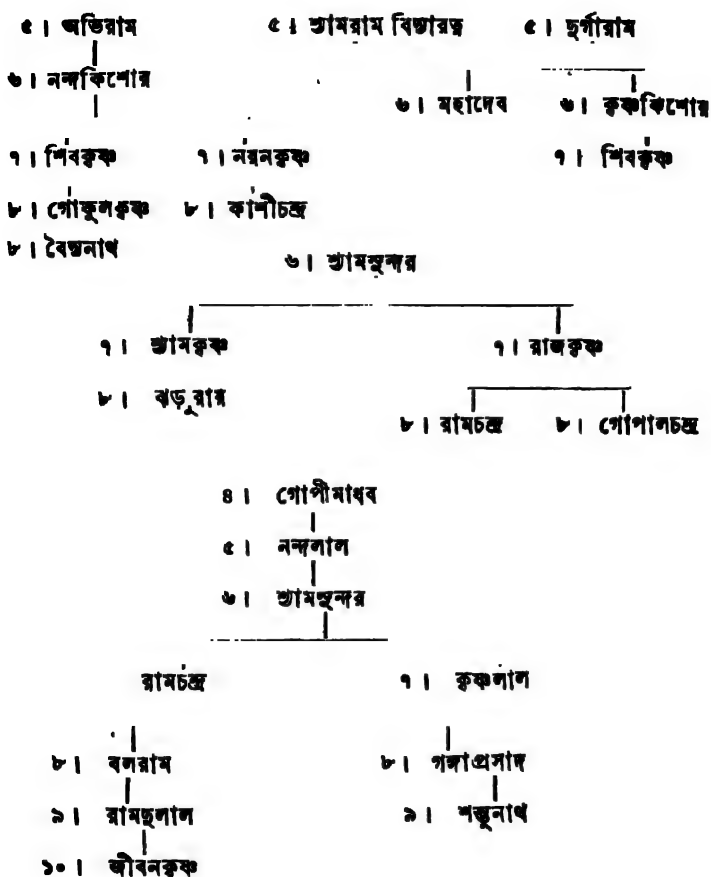 ৫। অভিরাম ৫। শ্যামরাম বিদ্যারত্ন ৫। দুর্গারাম
৬। নন্দকিশোর ৬। মহাদেব ৬। কৃষ্ণকিশোর
৭। শিবকৃষ্ণ ৭। নয়নকৃষ্ণ ৭। শিবকৃষ্ণ
৮। গোকুলকৃষ্ণ ৮। কাশীচন্দ্র
৮। বৈদ্যনাথ
৬। শ্যামসুন্দর
৭। শ্যামকৃষ্ণ ৭। রাজকৃষ্ণ
৮। ঝড়ুরায়
৮। রামচন্দ্র ৮। গোপালচন্দ্র
৪। গোপীমাধব
৫। নন্দলাল
৬। শ্যামসুন্দর
রামচন্দ্র ৭। কৃষ্ণলাল
৮। বলরাম ৮। গঙ্গাপ্রসাদ
৯। রামদুলাল ৯। শম্ভুনাথ
১০। জীবনকৃষ্ণ